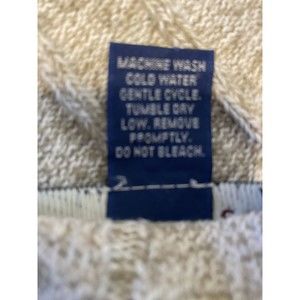 MACHINE WASH
COLD WATER
GENTLE CYCLE.
TUMBLE DRY
LOW. REMOVE
PROMPTLY.
DO NOT BLEACH.